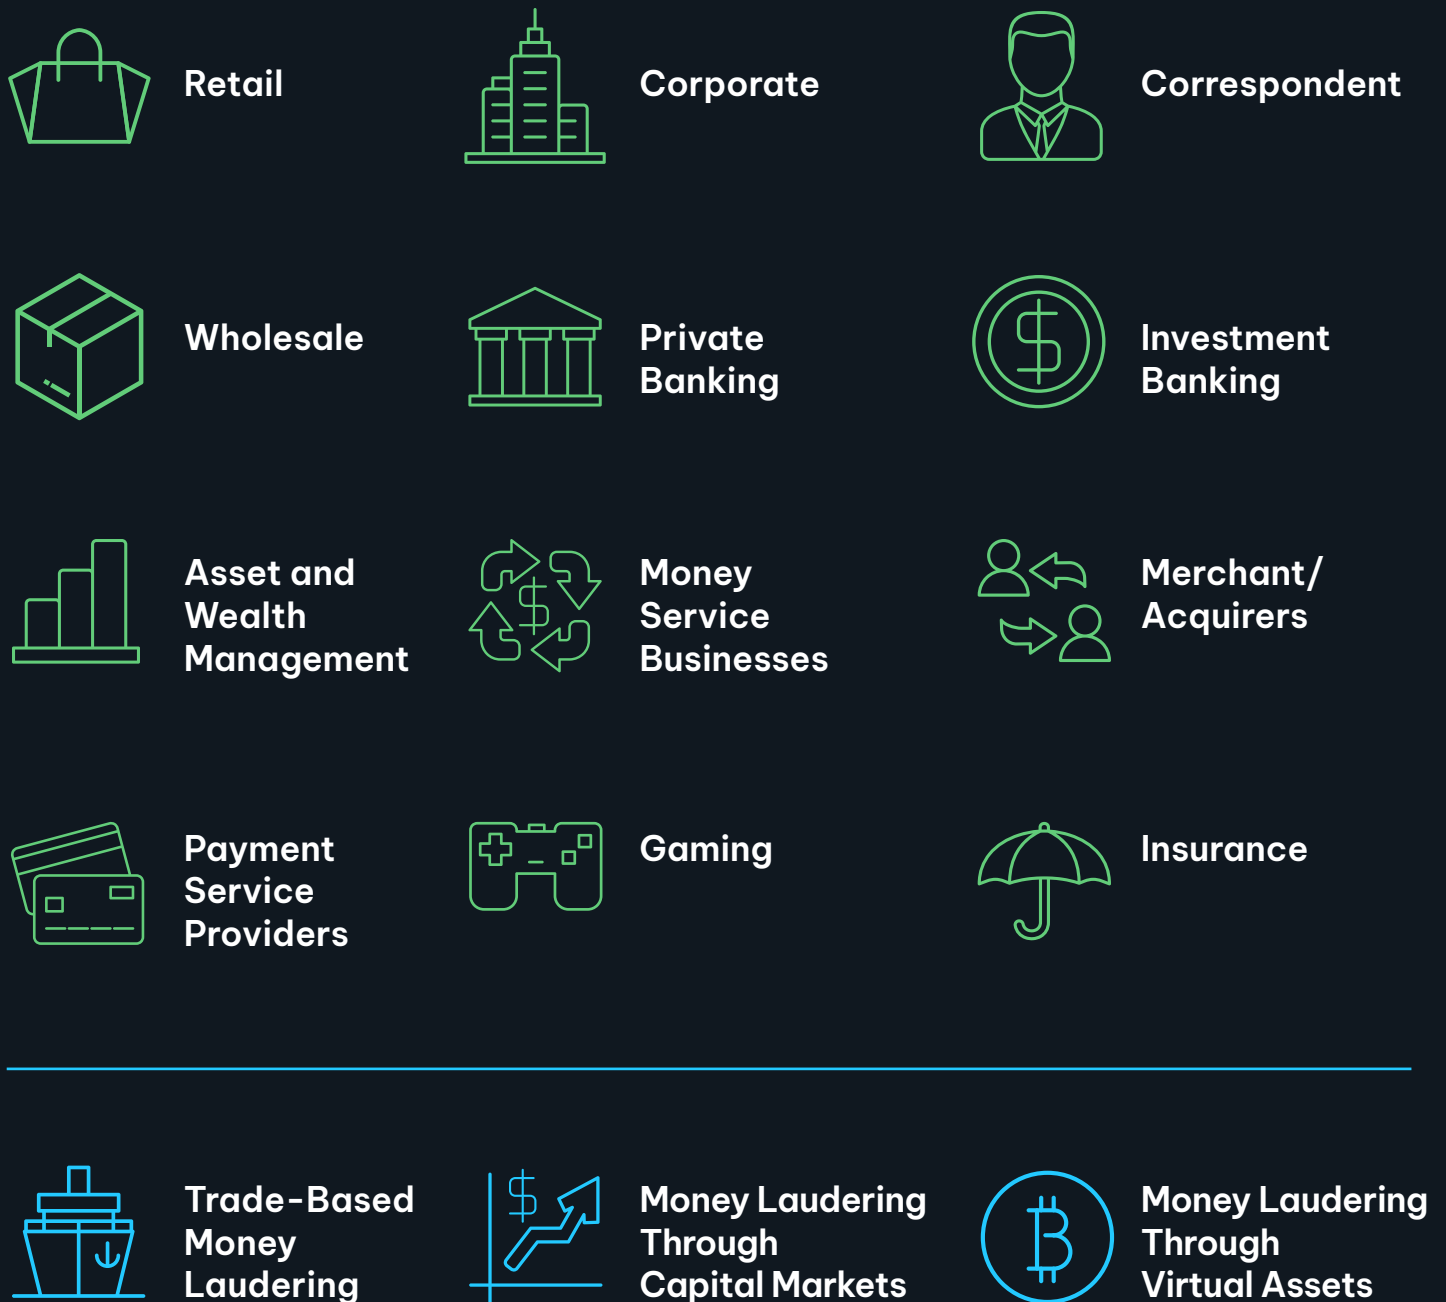 Retail
Corporate
Correspondent
Wholesale
Private
Banking
Investment
Banking
Asset and
Wealth
Management
Money
Service
Businesses
Merchant/
Acquirers
Payment
Service
Providers
Gaming
Insurance
Trade-Based
Money
Laudering
Money Laudering
Through
Capital Markets
Money Laudering
Through
Virtual Assets